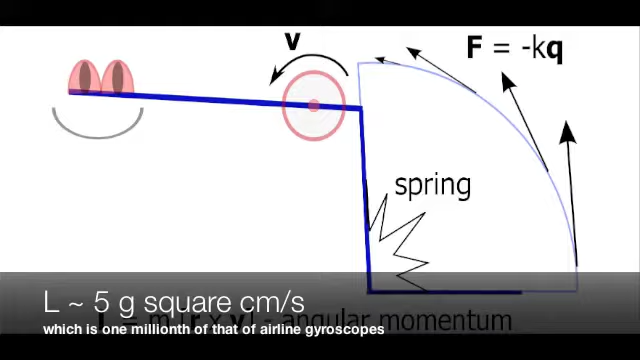 v
F = -kq
spring
L ~ 5 g square cm/s
which is one millionth of that of airline gyroscopes
L = m [r x v] - angular momentum